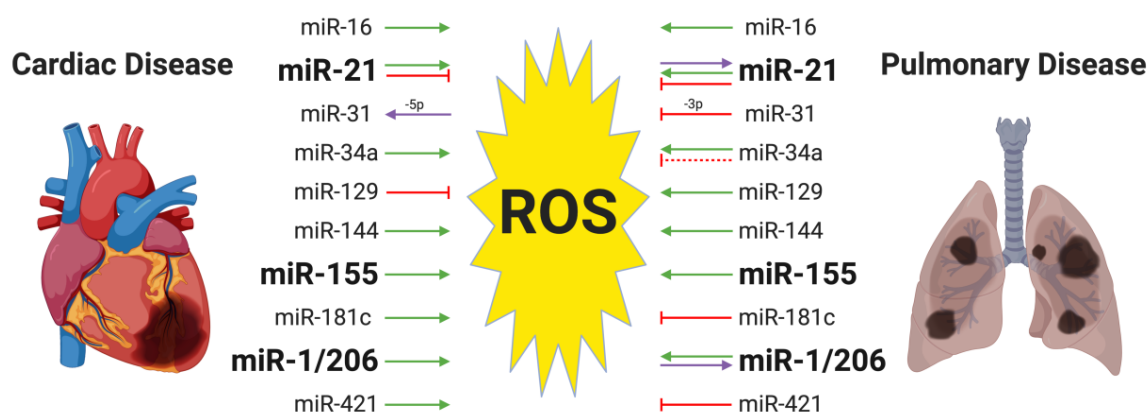 Cardiac Disease
miR-16
miR-21
miR-31
-5p
miR-34a
miR-129
miR-144
miR-155
miR-181c
miR-1/206
miR-421
ROS
miR-16
miR-21
-3p
miR-31
miR-34a
miR-129
miR-144
miR-155
miR-181c
miR-1/206
miR-421
Pulmonary Disease